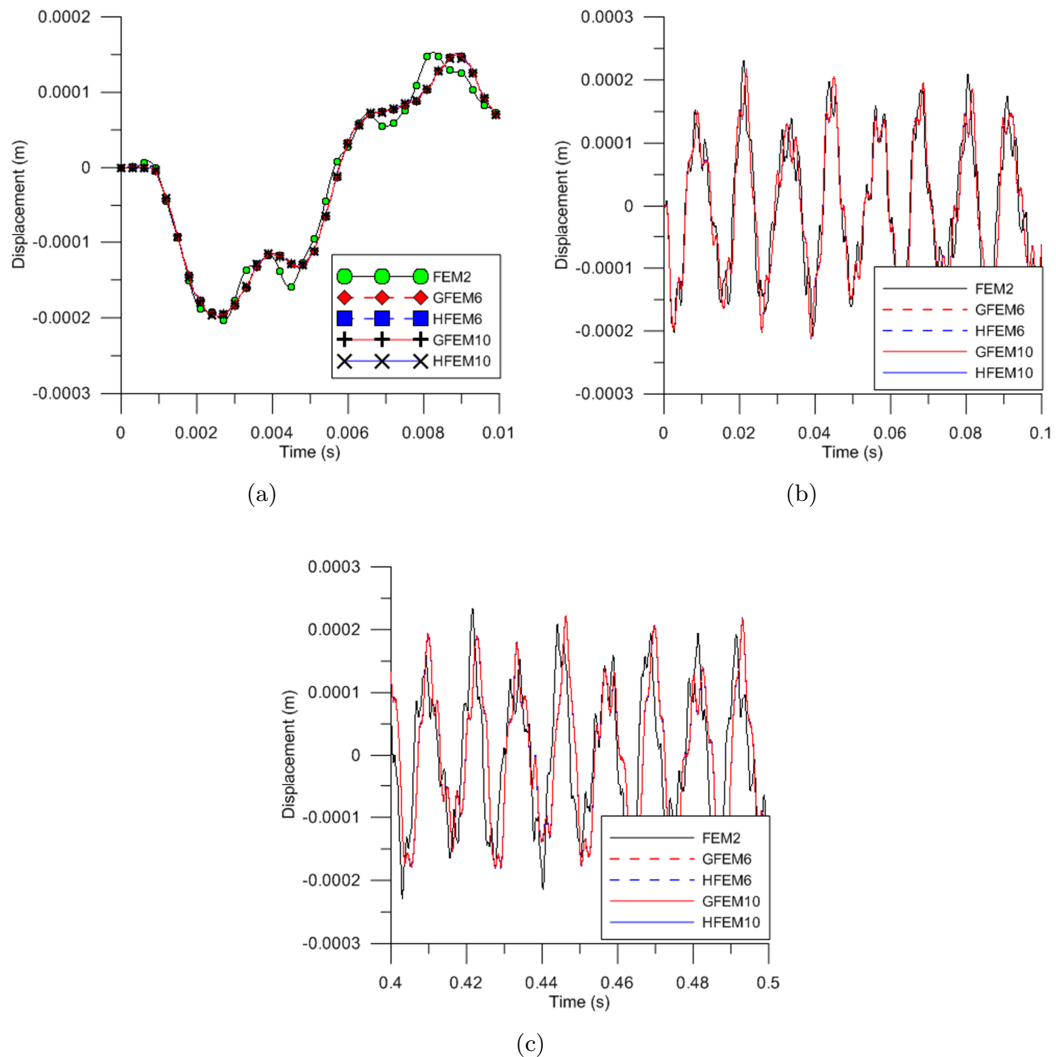 0.0002
0.0001
0
-0.0001
-0.0002
-0.0003
Displacement (m)
FEM2
GFEM6
HFEM6
GFEM10
HFEM10
0
0.002
0.004
0.006
0.008
0.01
Time (s)
(a)
0.0003
0.0002
0.0001
0
-0.0001
-0.0002
-0.0003
Displacement (m)
FEM2
GFEM6
HFEM6
GFEM10
HFEM10
0
0.02
0.04
0.06
0.08
0.1
Time (s)
(b)
0.0003
0.0002
0.0001
0
-0.0001
-0.0002
-0.0003
Displacement (m)
FEM2
GFEM6
HFEM6
GFEM10
HFEM10
0.4
0.42
0.44
0.46
0.48
0.5
Time (s)
(c)